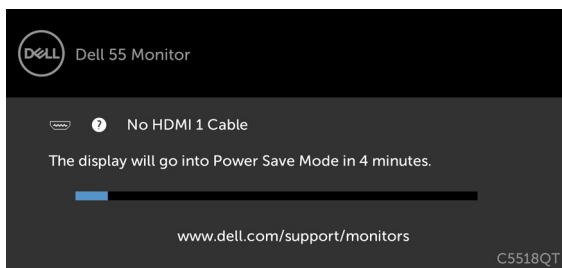 DELL
Dell 55 Monitor
? No HDMI 1 Cable
The display will go into Power Save Mode in 4 minutes.
www.dell.com/support/monitors
C5518QT